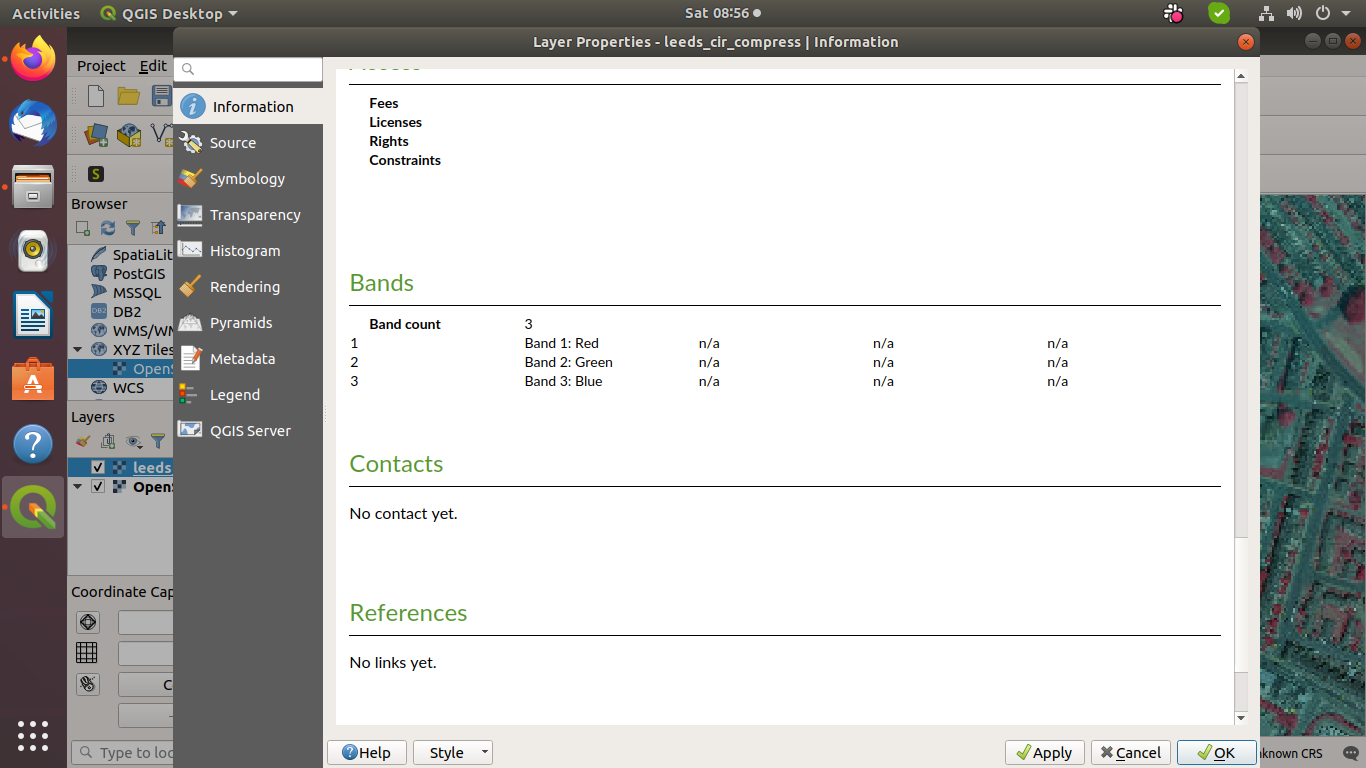 Activities QGIS Desktop Sat 08:56
Layer Properties - leeds_cir_compress | Information
Project Edit
Information
Source
Symbology
Transparency
Histogram
Rendering
Pyramids
Metadata
Legend
QGIS Server
S
Browser
SpatiaLit
PostGIS
MSSQL
DB2 DB2
WMS/WM
XYZ Tiles
OpenS
WCS
Layers
leeds_
OpenS
Coordinate Cap
Type to loc
Fees
Licenses
Rights
Constraints
Bands
Band count 3
1 Band 1: Red n/a n/a n/a
2 Band 2: Green n/a n/a n/a
3 Band 3: Blue n/a n/a n/a
Contacts
No contact yet.
References
No links yet.
Help Style Apply Cancel OK
known CRS